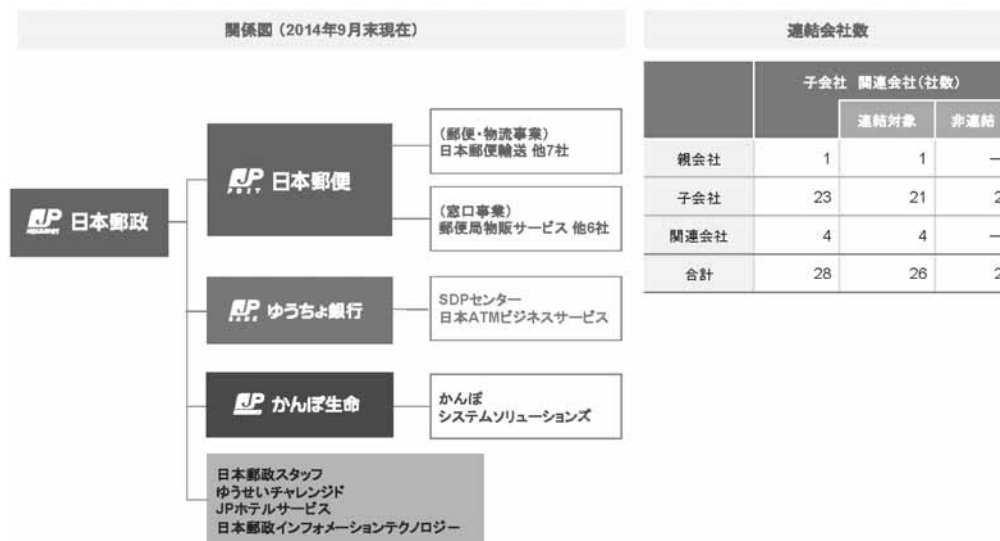 関係図（2014年9月末現在）
JP 日本郵政
JP
POST
日本郵便
（郵便・物流事業）
日本郵便輸送 他7社
（窓口事業）
郵便局物販サービス 他6社
JP
BANK
ゆうちょ銀行
SDPセンター
日本ATMビジネスサービス
JP かんぽ生命
かんぽ
システムソリューションズ
日本郵政スタッフ
ゆうせいチャレンジド
JPホテルサービス
日本郵政インフォメーションテクノロジー
連結会社数
子会社 関連会社（社数）
連結対象 非連結
親会社 1 1 —
子会社 23 21 2
関連会社 4 4 —
合計 28 26 2